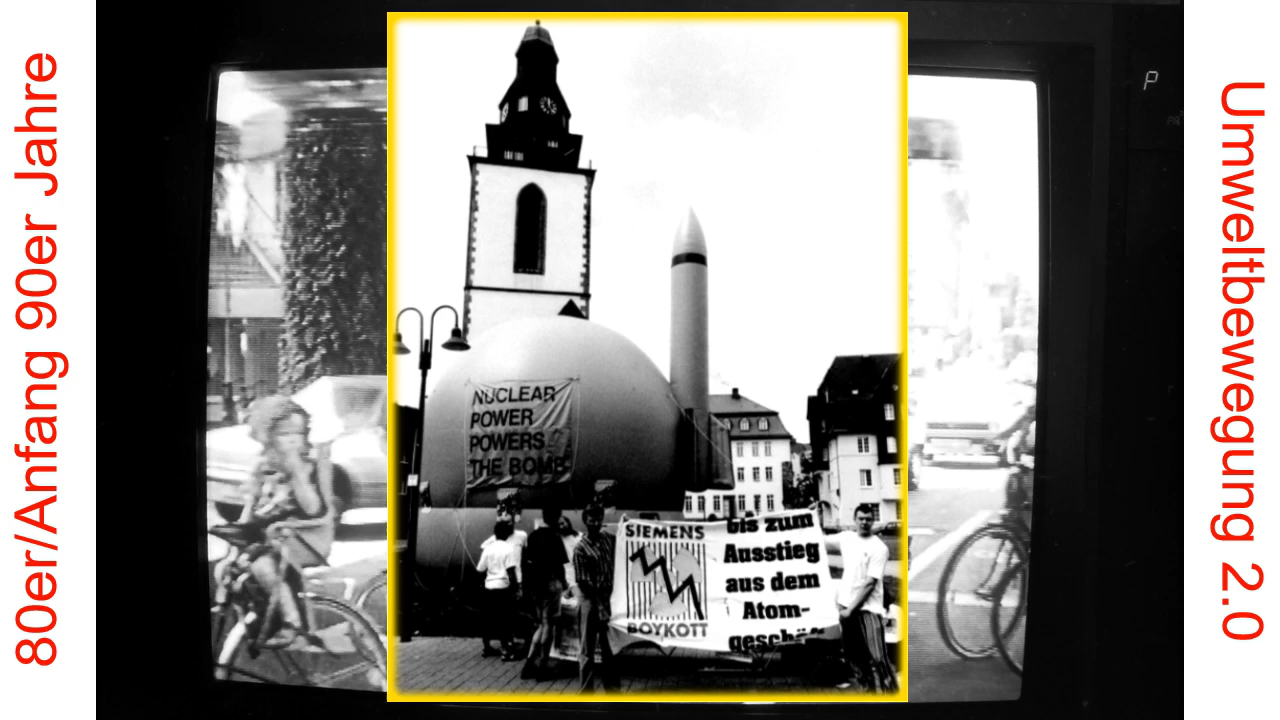 80er/Anfang 90er Jahre
P
NUCLEAR
POWER
POWERS
THE BOMB
SIEMENS
BOYKOTT
bis zum
Ausstieg
aus dem
Atom-
geschäft
Umweltbewegung 2.0